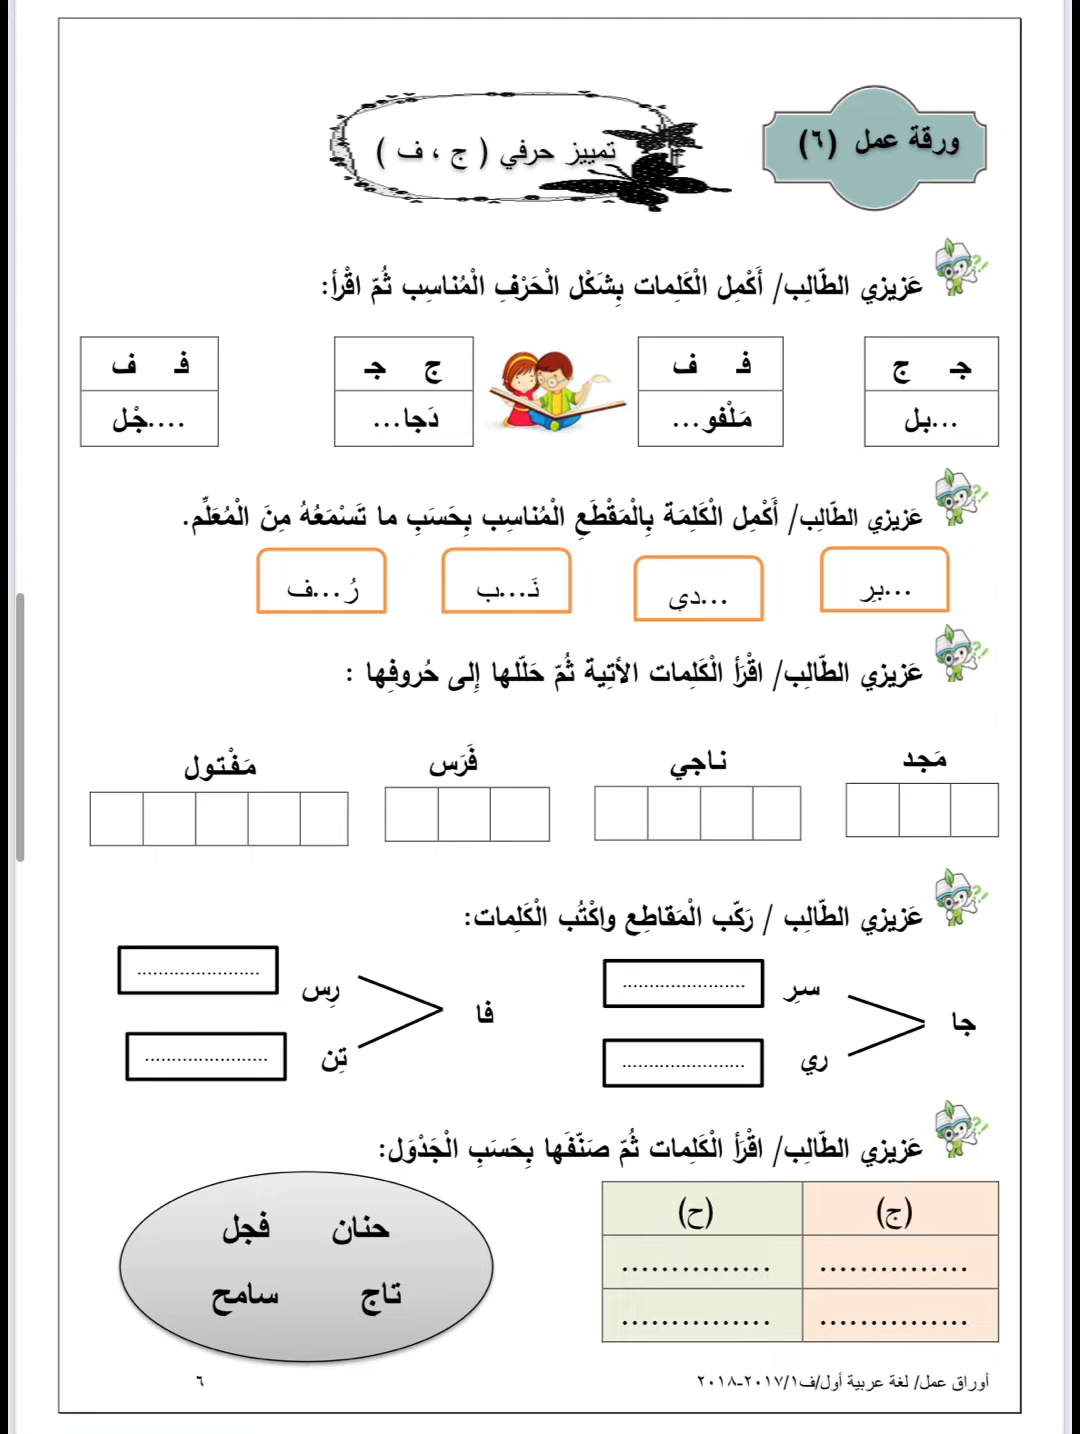 ورقة عمل (٦)
تمييز حرفي ( ج ، ف )
عَزيزي الطّالِب/ أَكْمِل الْكَلِمات بِشَكْل الْحَرْفِ الْمُناسِب ثُمّ اقْرأ:
جـ ج
فـ ف
ج جـ
فـ ف
...بل
مَلْفو...
دَجا...
....جْل
عَزيزي الطّالِب/ أَكْمِل الْكَلِمَة بِالْمَقْطَعِ الْمُناسِب بِحَسَبِ ما تَسْمَعُهُ مِنَ الْمُعَلِّم.
...بِر
...دي
ذَ...ب
رُ...ف
عَزيزي الطّالِب/ اقْرَأ الْكَلِمات الأتِية ثُمّ حَلّلها إلى حُروفِها :
مَجد
ناجي
فَرَس
مَفْتول
عَزيزي الطّالِب / رَكّب الْمَقاطِع واكْتُب الْكَلِمات:
جا
سـِر
......................
ري
......................
فا
رِس
......................
تِن
......................
عَزيزي الطّالِب/ اقْرَأ الْكَلِمات ثُمّ صَنّفَها بِحَسَبِ الْجَدْوَل:
(ج) (ح)
............... ...............
............... ...............
حنان فجل
تاج سامح
أوراق عمل/ لغة عربية أول/ف١/٢٠١٧-٢٠١٨
٦